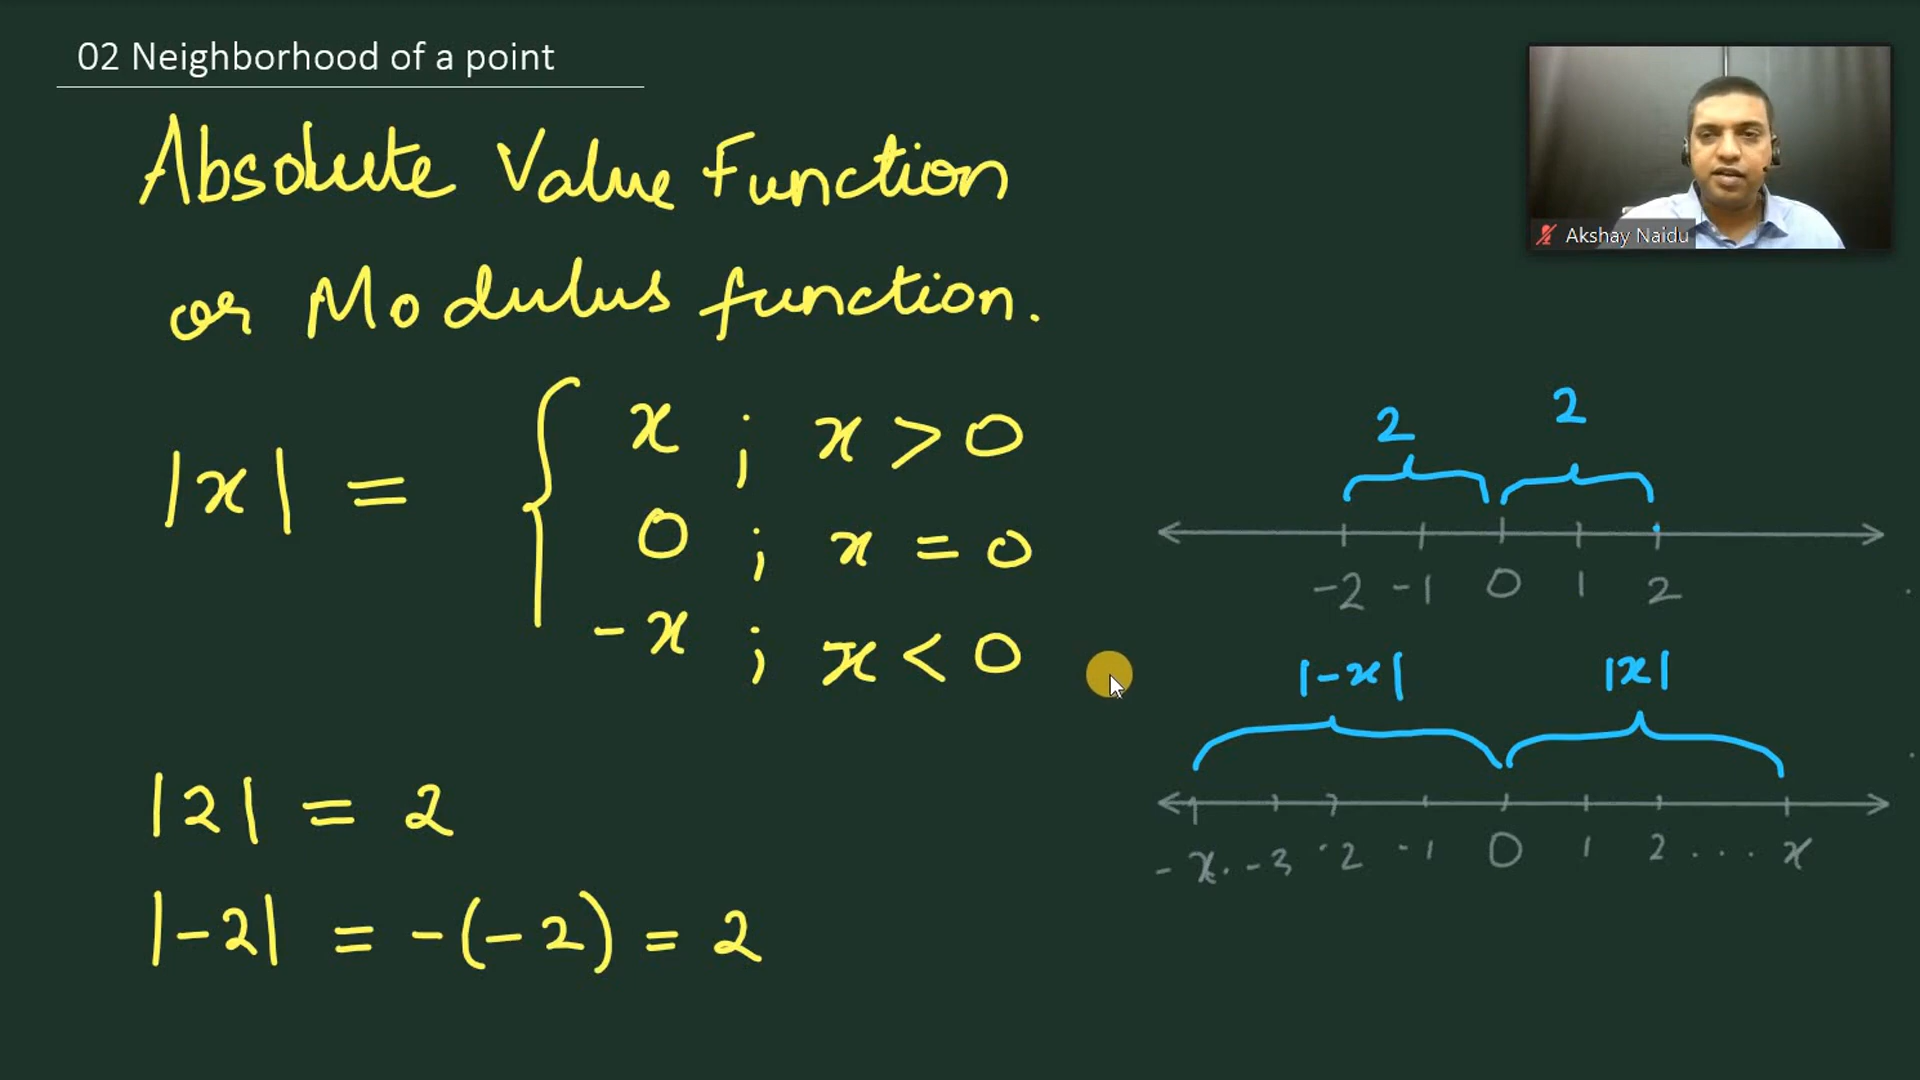 02 Neighborhood of a point
Akshay Naidu
Absolute Value Function
or Modulus function.
|x| = { x ; x > 0
0 ; x = 0
-x ; x < 0
|2| = 2
|-2| = -(-2) = 2
2 2
-2 -1 0 1 2
|-x| |x|
-x . -3 -2 -1 0 1 2 ... x